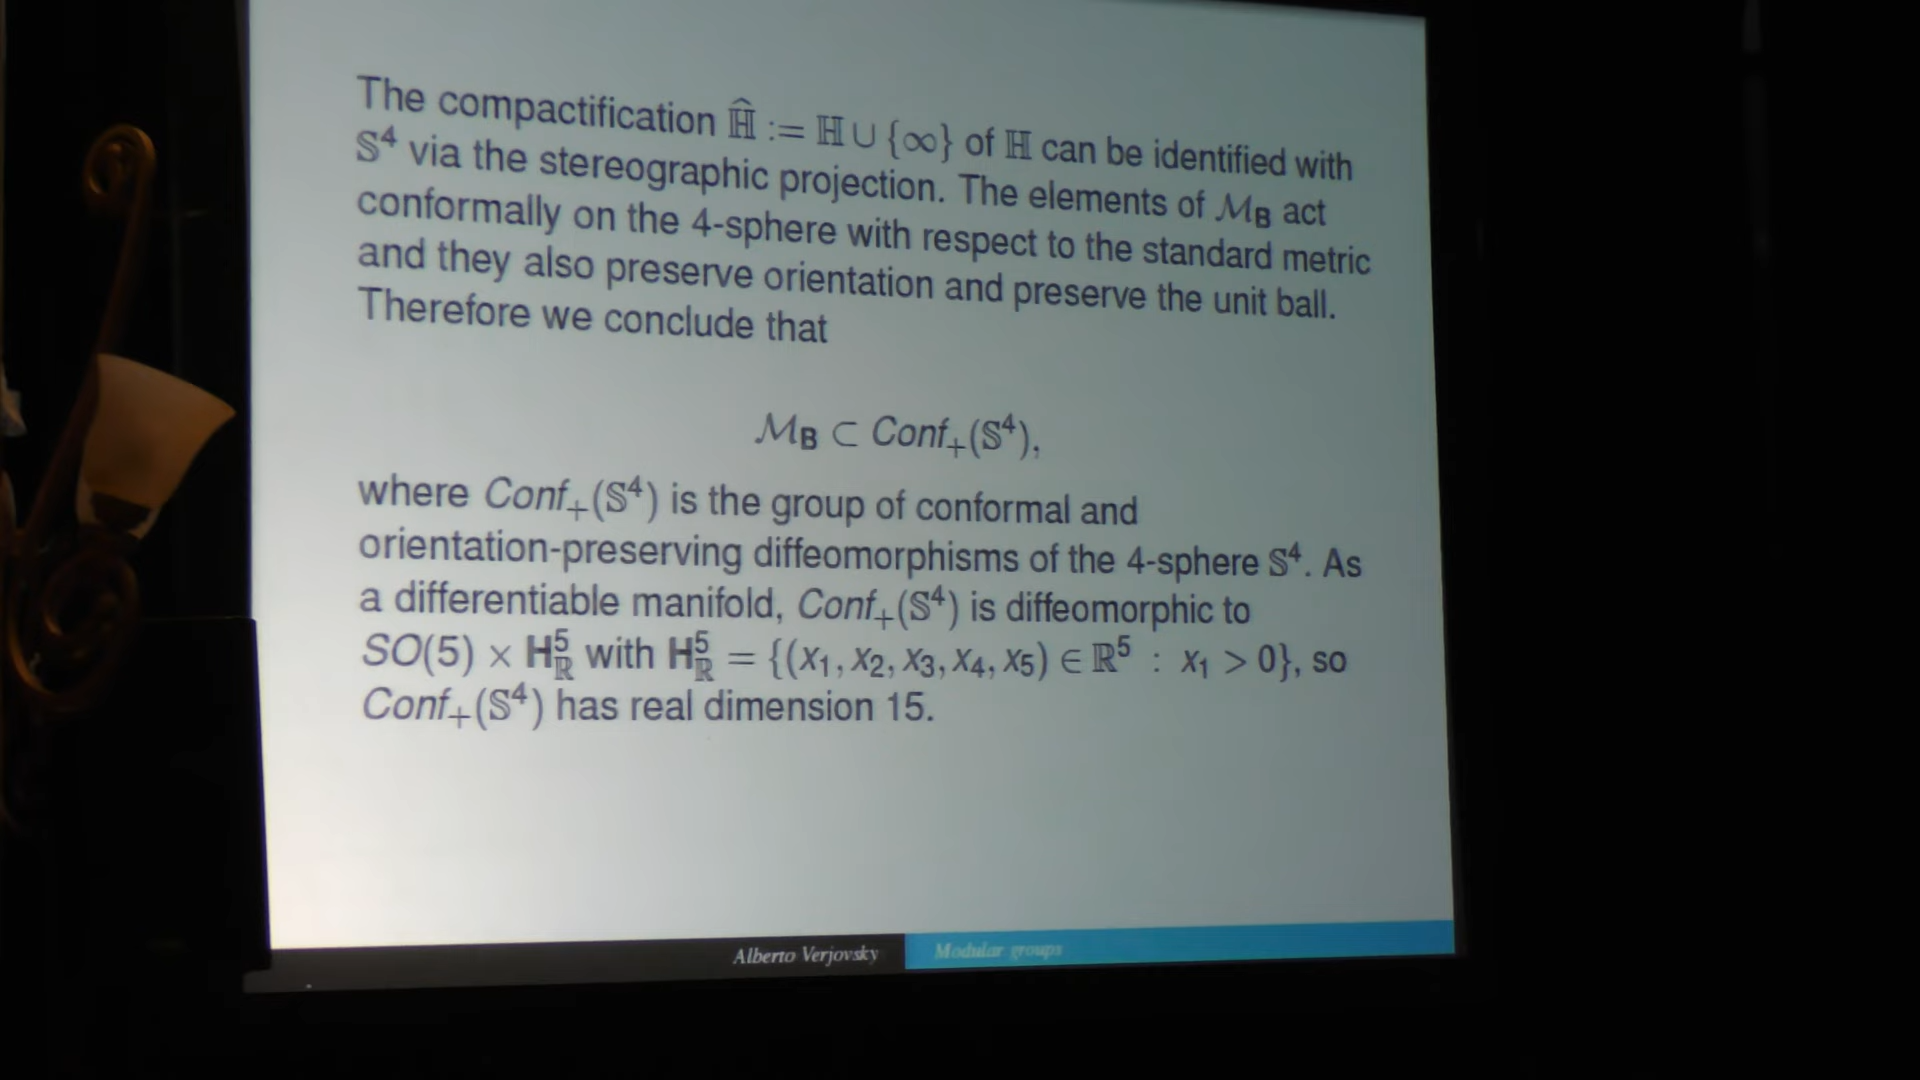 The compactification Ĥ := ℍ ∪ {∞} of ℍ can be identified with
𝕊⁴ via the stereographic projection. The elements of ℳ_𝐁 act
conformally on the 4-sphere with respect to the standard metric
and they also preserve orientation and preserve the unit ball.
Therefore we conclude that
ℳ_𝐁 ⊂ Conf₊(𝕊⁴),
where Conf₊(𝕊⁴) is the group of conformal and
orientation-preserving diffeomorphisms of the 4-sphere 𝕊⁴. As
a differentiable manifold, Conf₊(𝕊⁴) is diffeomorphic to
SO(5) × 𝐇⁵_ℝ with 𝐇⁵_ℝ = {(x₁, x₂, x₃, x₄, x₅) ∈ ℝ⁵ : x₁ > 0}, so
Conf₊(𝕊⁴) has real dimension 15.
Alberto Verjovsky Modular groups